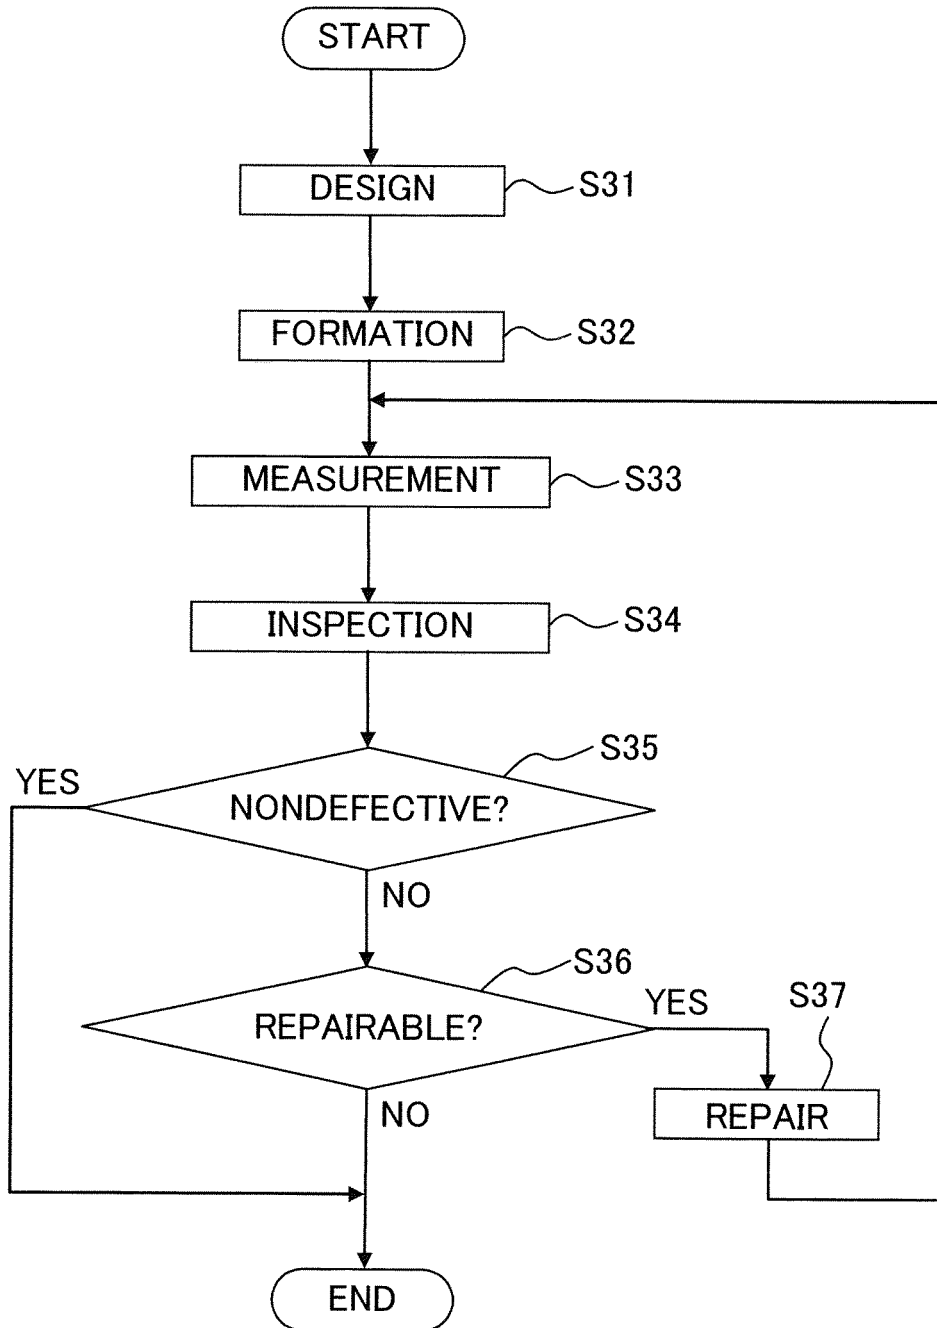 START
DESIGN
S31
FORMATION
S32
MEASUREMENT
S33
INSPECTION
S34
S35
YES
NONDEFECTIVE?
NO
S36
REPAIRABLE?
YES
S37
NO
REPAIR
END